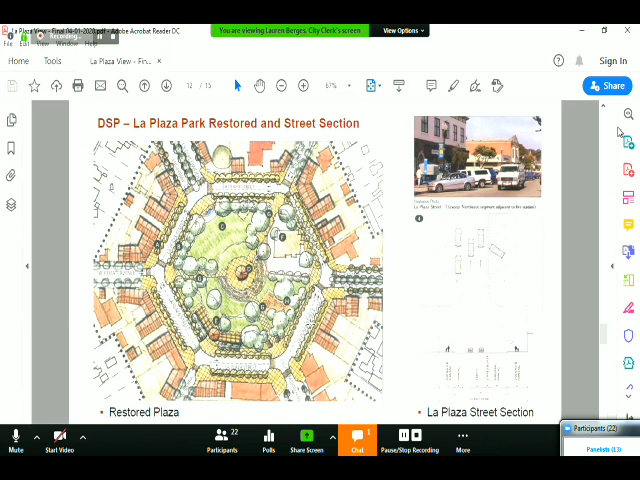 La Plaza View - Final 04-01-2020.pdf - Adobe Acrobat Reader DC
You are viewing Lauren Berges, City Clerk's screen
View Options
Recording...
File Edit View Window Help
Home
Tools
La Plaza View - Fin...
Sign In
12 / 15
67%
Share
DSP – La Plaza Park Restored and Street Section
• Restored Plaza
• La Plaza Street Section
Mute
Start Video
22
Participants
Polls
Share Screen
1
Chat
Pause/Stop Recording
More
Participants (22)
Panelists (13)